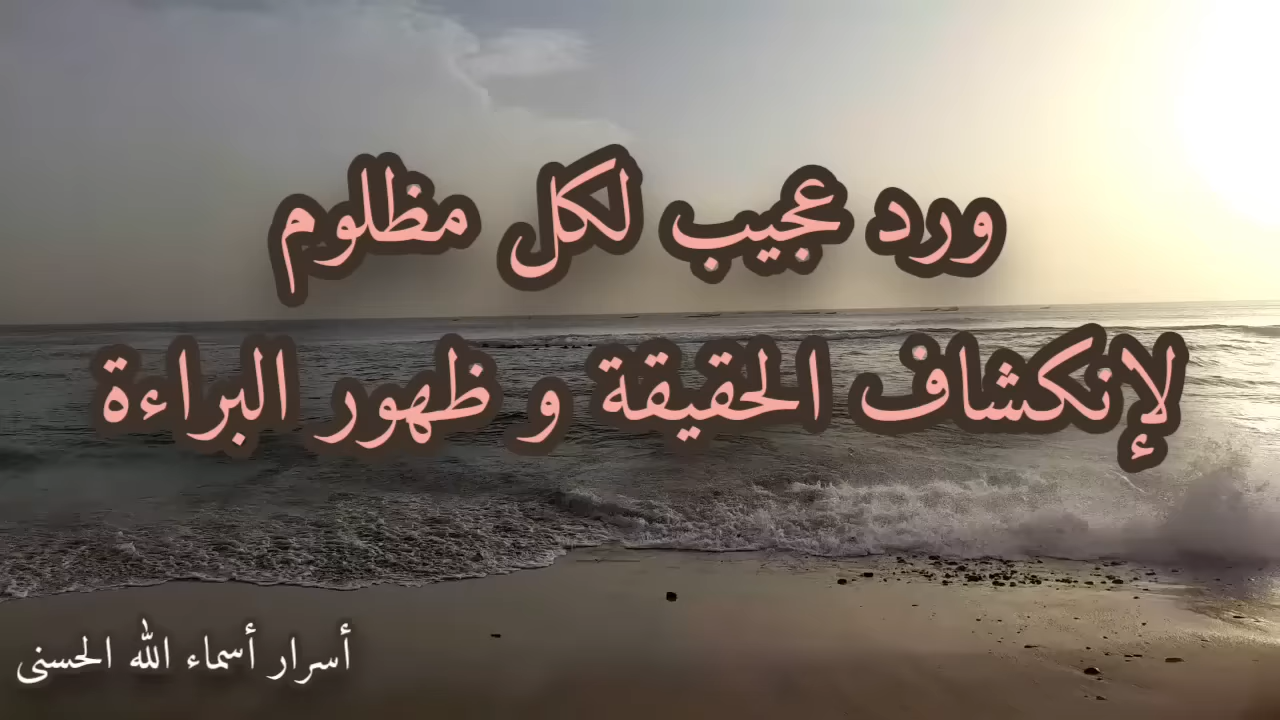 ورد عجيب لكل مظلوم
لإنكشاف الحقيقة و ظهور البراءة
أسرار أسماء الله الحسنى